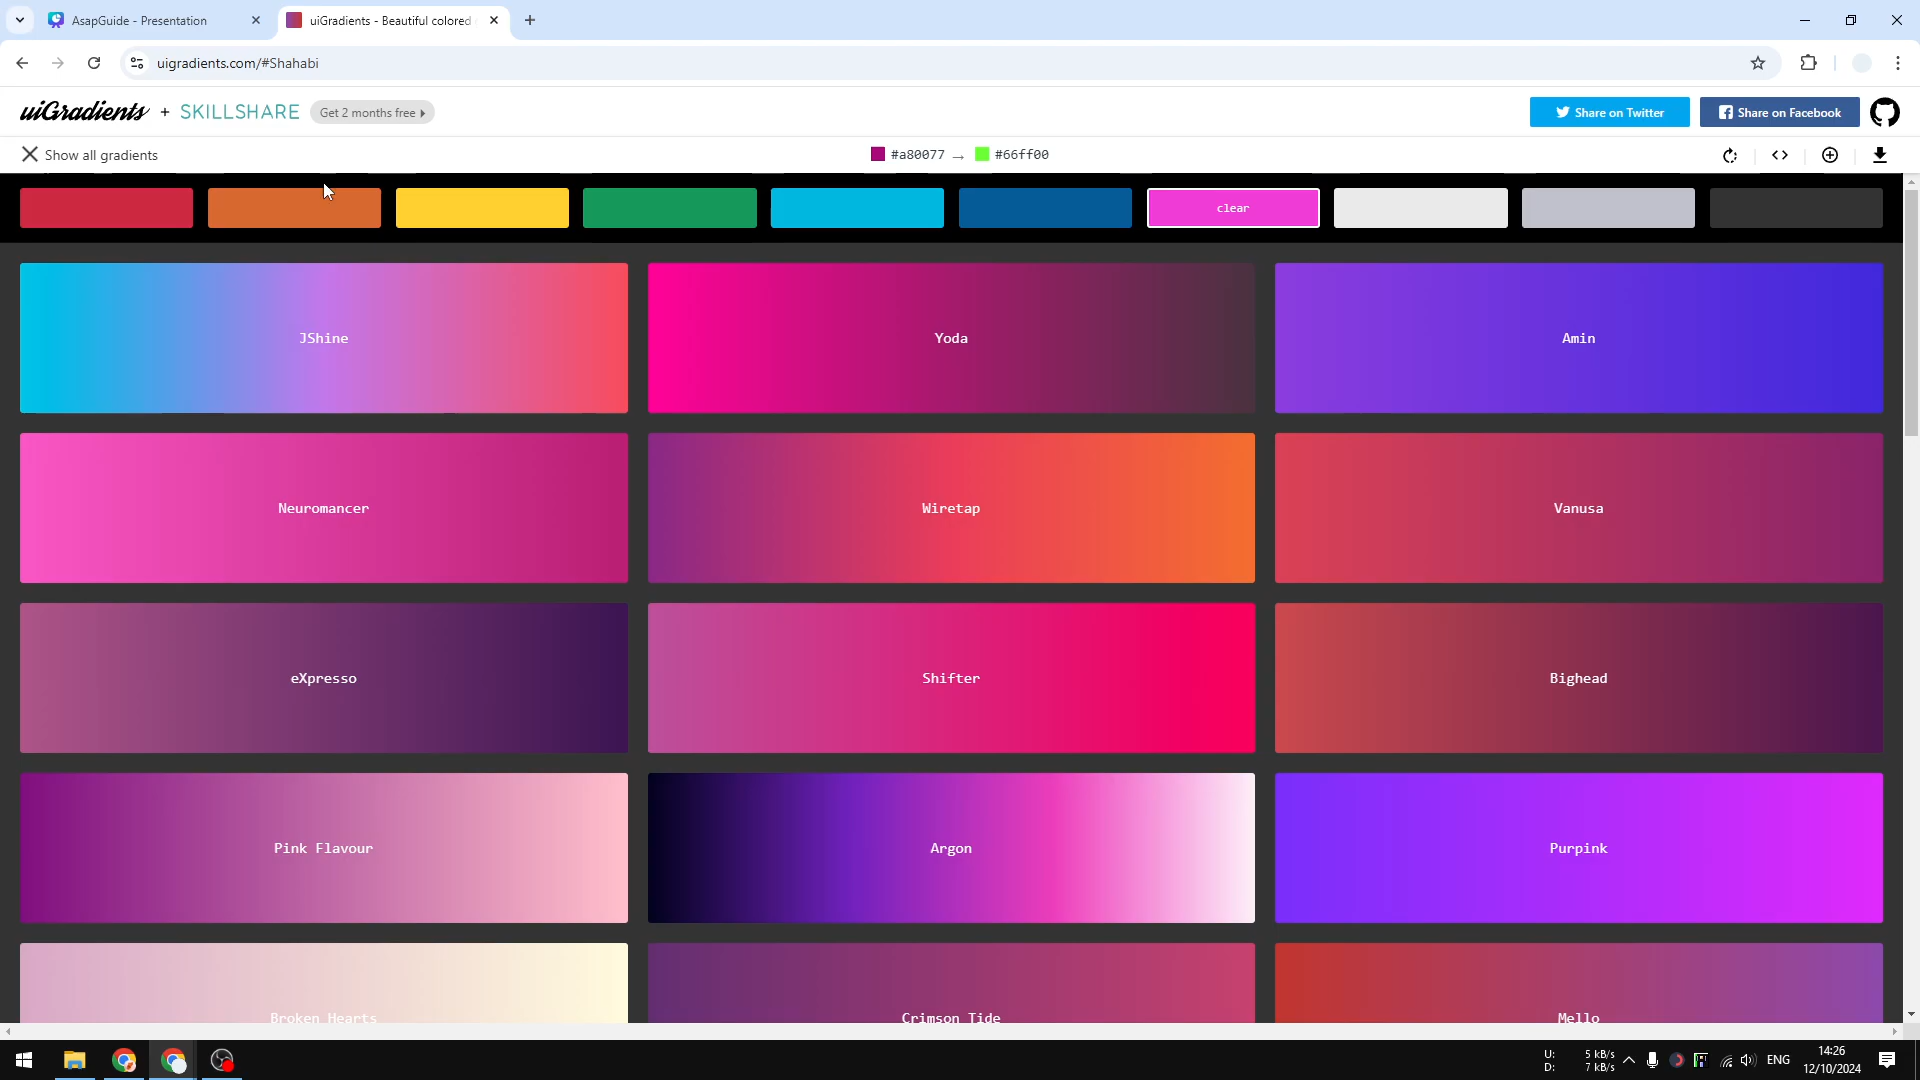 AsapGuide - Presentation
uiGradients - Beautiful colored
uigradients.com/#Shahabi
uiGradients + SKILLSHARE Get 2 months free
Share on Twitter
Share on Facebook
Show all gradients
#a80077 → #66ff00
clear
JShine
Yoda
Amin
Neuromancer
Wiretap
Vanusa
eXpresso
Shifter
Bighead
Pink Flavour
Argon
Purpink
Broken Hearts
Crimson Tide
Mello
U: 5 kB/s
D: 7 kB/s
ENG
14:26
12/10/2024